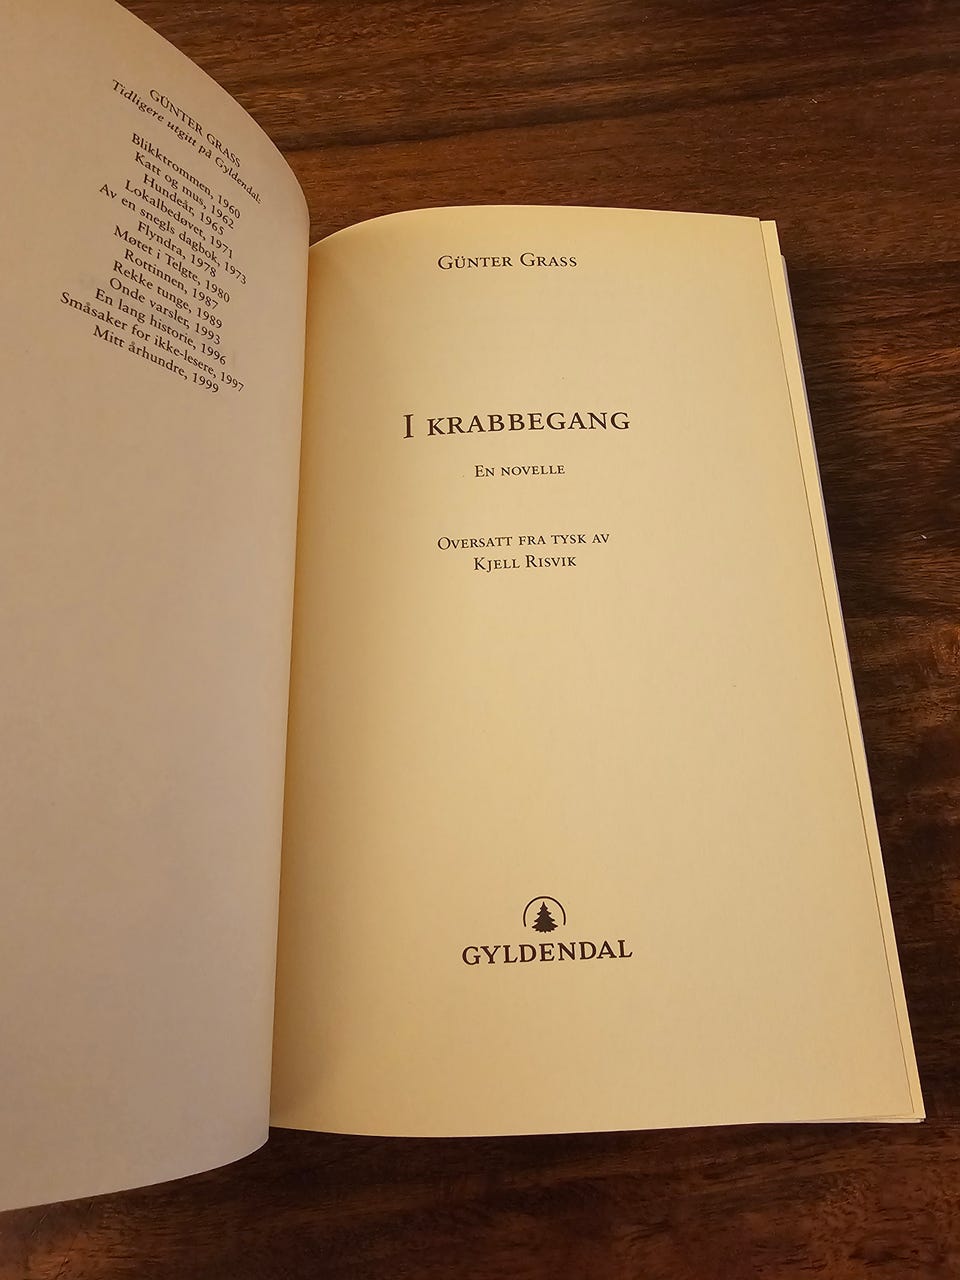 GÜNTER GRASS
Tidligere utgitt på Gyldendal:
Blikktrommen, 1960
Katt og mus, 1962
Hundeår, 1965
Lokalbedøvet, 1971
Av en snegls dagbok, 1973
Flyndra, 1978
Møtet i Telgte, 1980
Rottinnen, 1987
Rekke tunge, 1989
Onde varsler, 1993
En lang historie, 1996
Småsaker for ikke-lesere, 1997
Mitt århundre, 1999
GÜNTER GRASS
I KRABBEGANG
EN NOVELLE
OVERSATT FRA TYSK AV
KJELL RISVIK
GYLDENDAL